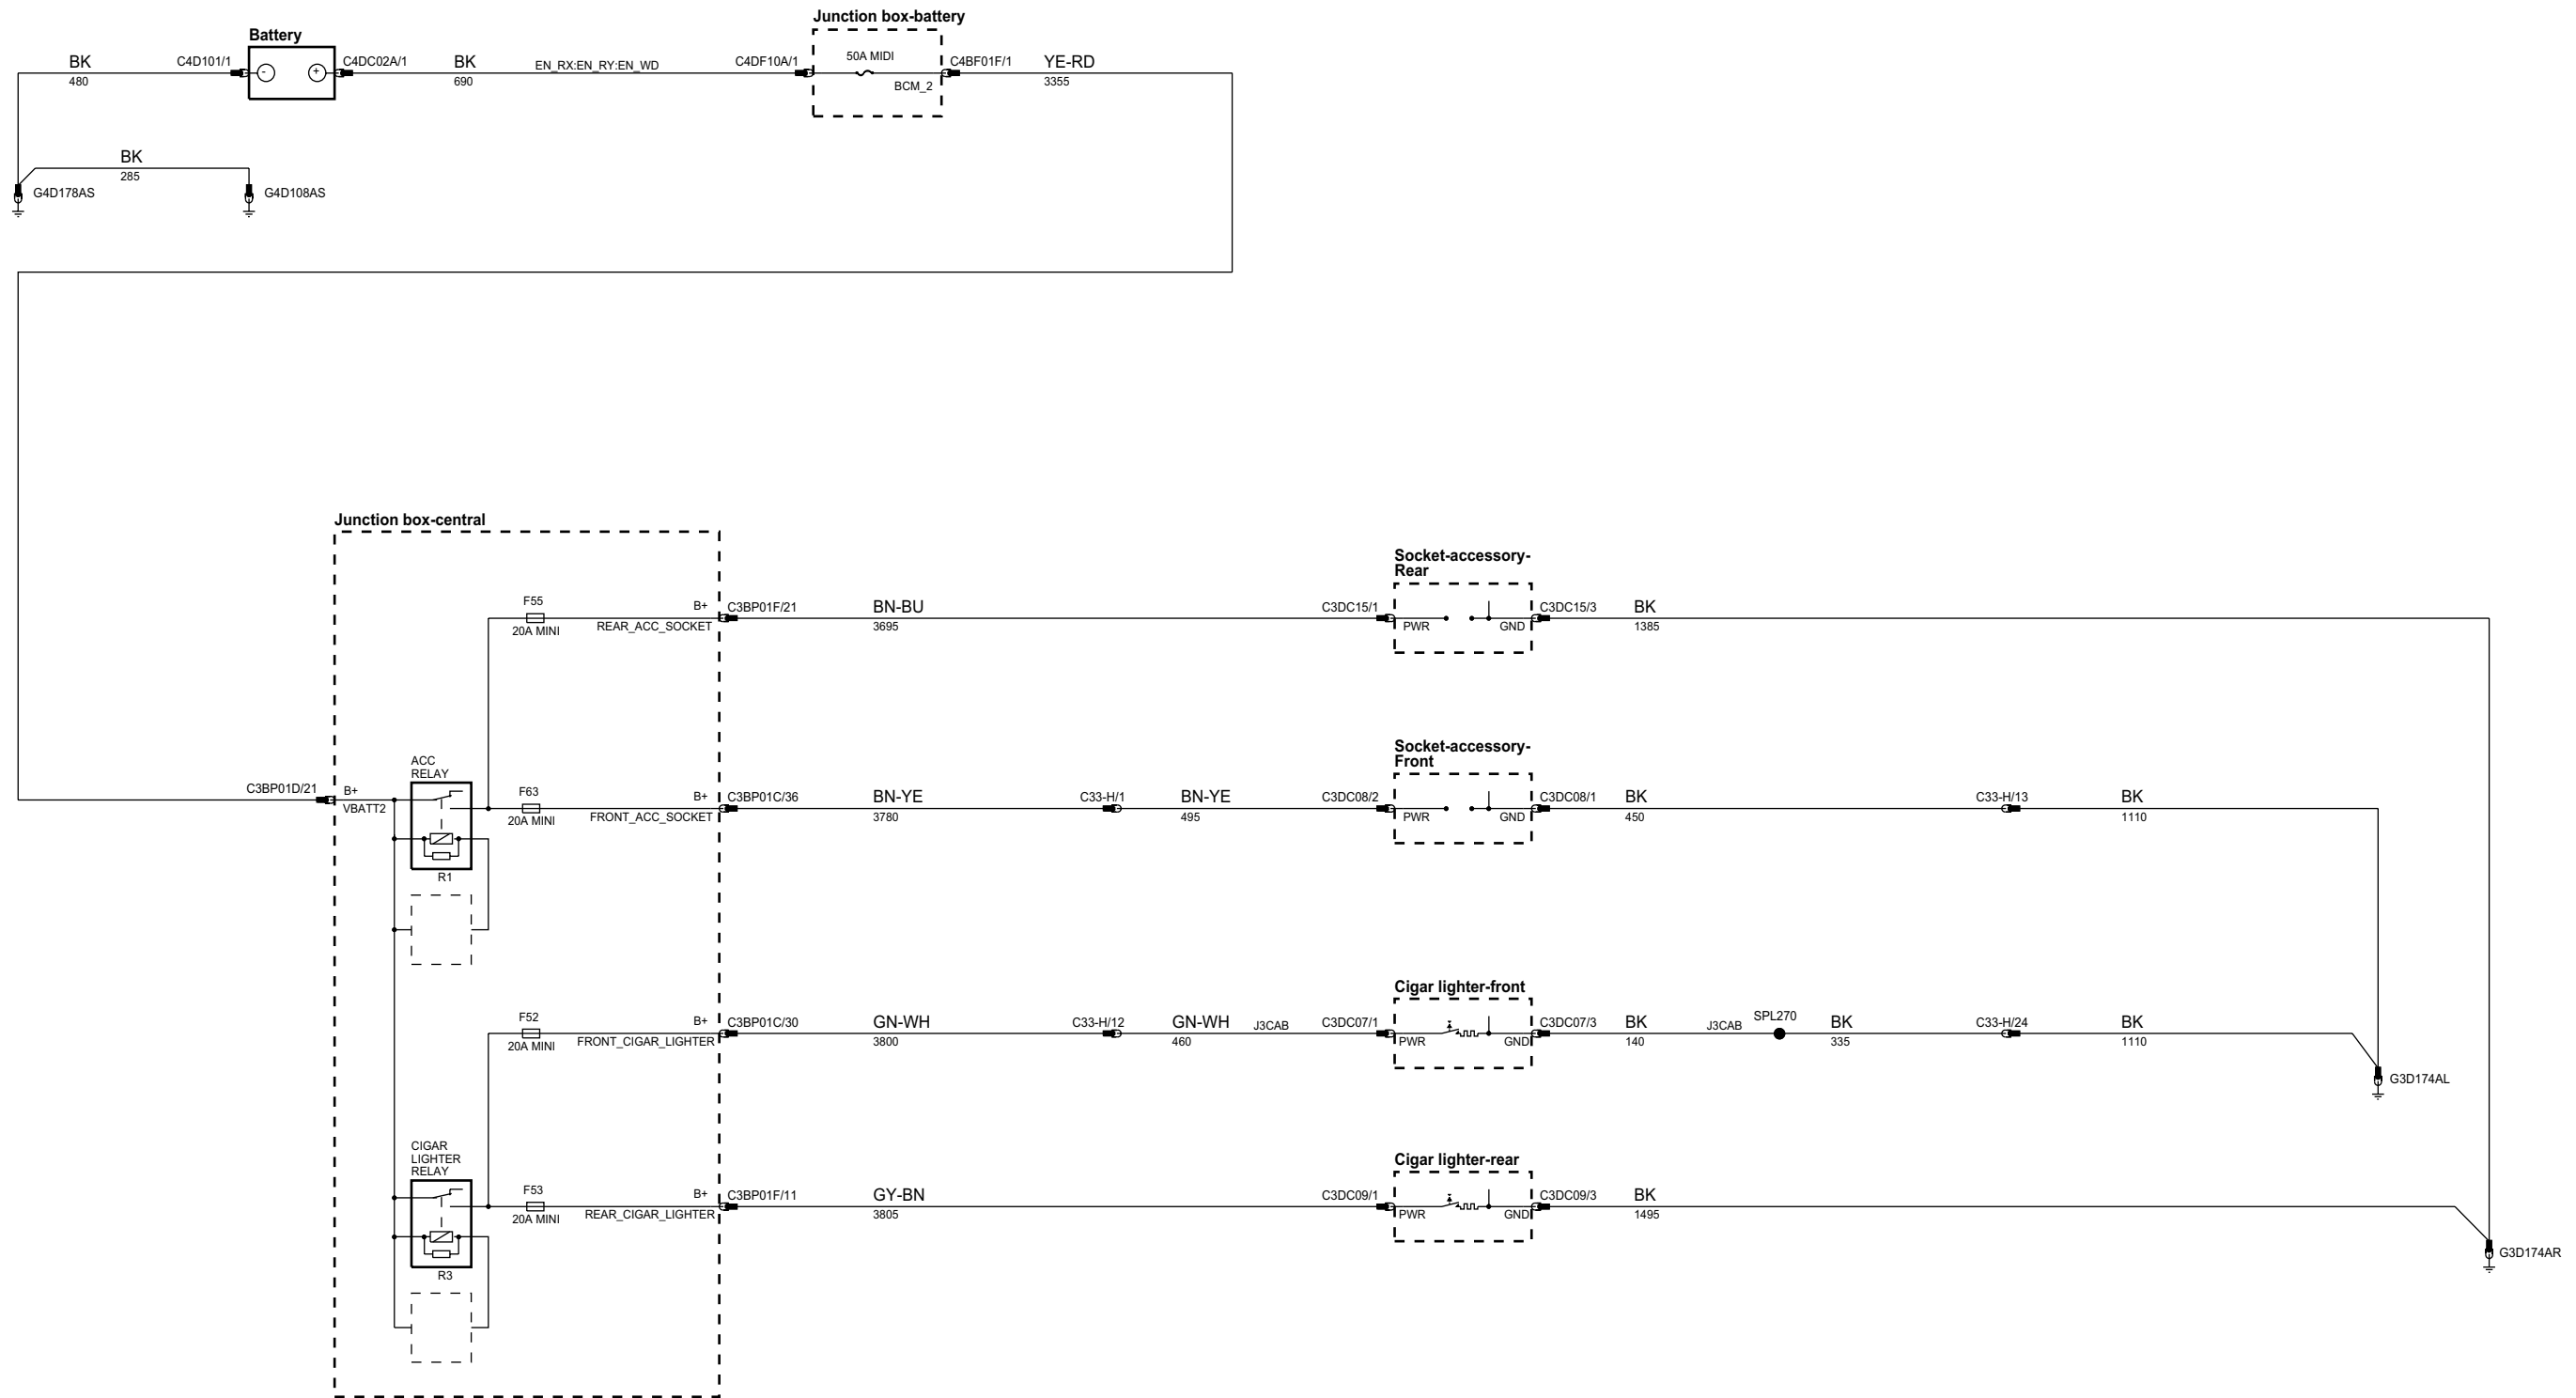 Junction box-battery
Battery
BK
480
C4D101/1
-
+
C4DC02A/1
BK
690
EN_RX:EN_RY:EN_WD
C4DF10A/1
50A MIDI
BCM_2
C4BF01F/1
YE-RD
3355
BK
285
G4D178AS
G4D108AS
Junction box-central
Socket-accessory-
Rear
F55
20A MINI
B+
REAR_ACC_SOCKET
C3BP01F/21
BN-BU
3695
C3DC15/1
PWR
GND
C3DC15/3
BK
1385
Socket-accessory-
Front
ACC
RELAY
C3BP01D/21
B+
VBATT2
F63
20A MINI
B+
FRONT_ACC_SOCKET
C3BP01C/36
BN-YE
3780
C33-H/1
BN-YE
495
C3DC08/2
PWR
GND
C3DC08/1
BK
450
C33-H/13
BK
1110
R1
Cigar lighter-front
F52
20A MINI
B+
FRONT_CIGAR_LIGHTER
C3BP01C/30
GN-WH
3800
C33-H/12
GN-WH
460
J3CAB
C3DC07/1
PWR
GND
C3DC07/3
BK
140
J3CAB
SPL270
BK
335
C33-H/24
BK
1110
G3D174AL
CIGAR
LIGHTER
RELAY
Cigar lighter-rear
F53
20A MINI
B+
REAR_CIGAR_LIGHTER
C3BP01F/11
GY-BN
3805
C3DC09/1
PWR
GND
C3DC09/3
BK
1495
G3D174AR
R3